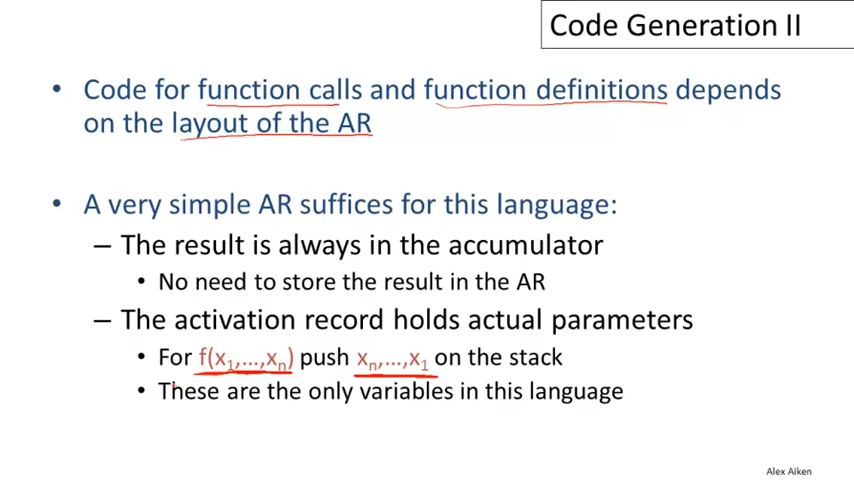 Code Generation II
• Code for function calls and function definitions depends
on the layout of the AR
• A very simple AR suffices for this language:
– The result is always in the accumulator
• No need to store the result in the AR
– The activation record holds actual parameters
• For f(x₁,...,xₙ) push xₙ,...,x₁ on the stack
• These are the only variables in this language
Alex Aiken